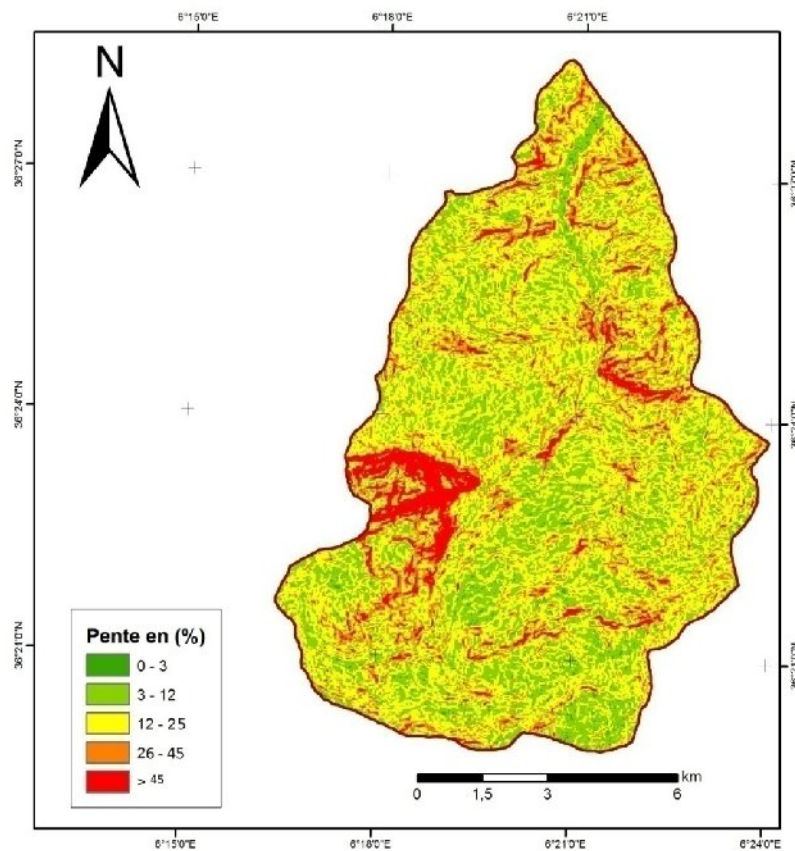 6°15'0"E
6°18'0"E
6°21'0"E
N
36°27'0"N
36°24'0"N
36°21'0"N
Pente en (%)
0 - 3
3 - 12
12 - 25
26 - 45
> 45
km
0
1,5
3
6
6°15'0"E
6°18'0"E
6°21'0"E
6°24'0"E